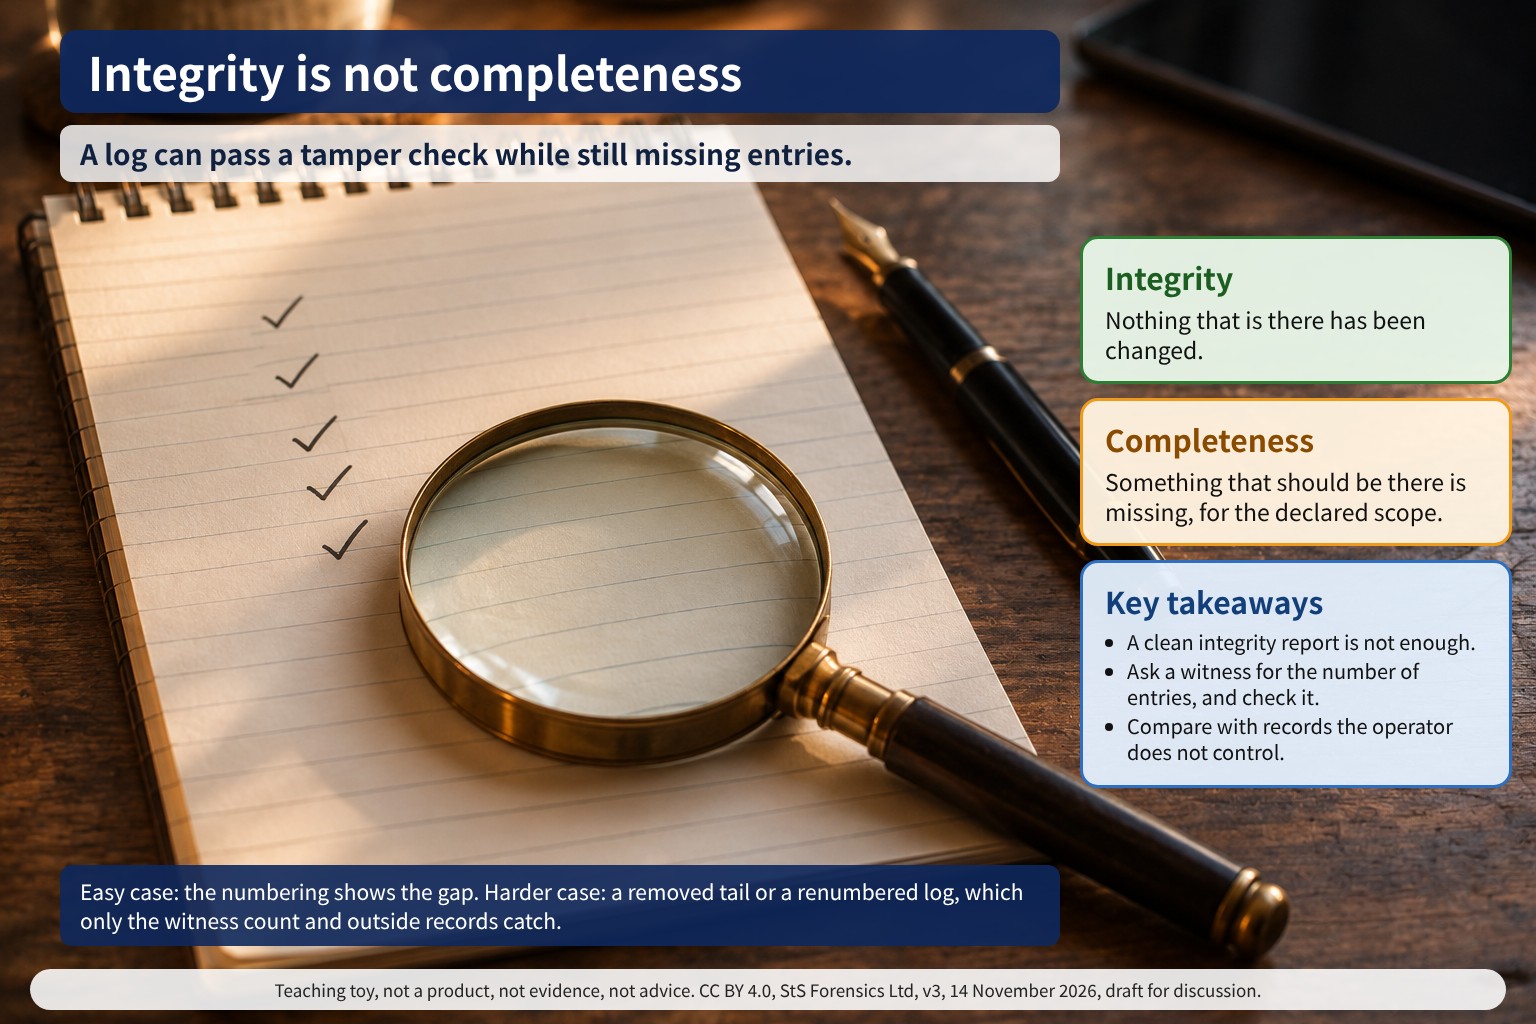 Integrity is not completeness
A log can pass a tamper check while still missing entries.
Integrity
Nothing that is there has been
changed.
Completeness
Something that should be there is
missing, for the declared scope.
Key takeaways
• A clean integrity report is not enough.
• Ask a witness for the number of
entries, and check it.
• Compare with records the operator
does not control.
Easy case: the numbering shows the gap. Harder case: a removed tail or a renumbered log, which
only the witness count and outside records catch.
Teaching toy, not a product, not evidence, not advice. CC BY 4.0, StS Forensics Ltd, v3, 14 November 2026, draft for discussion.